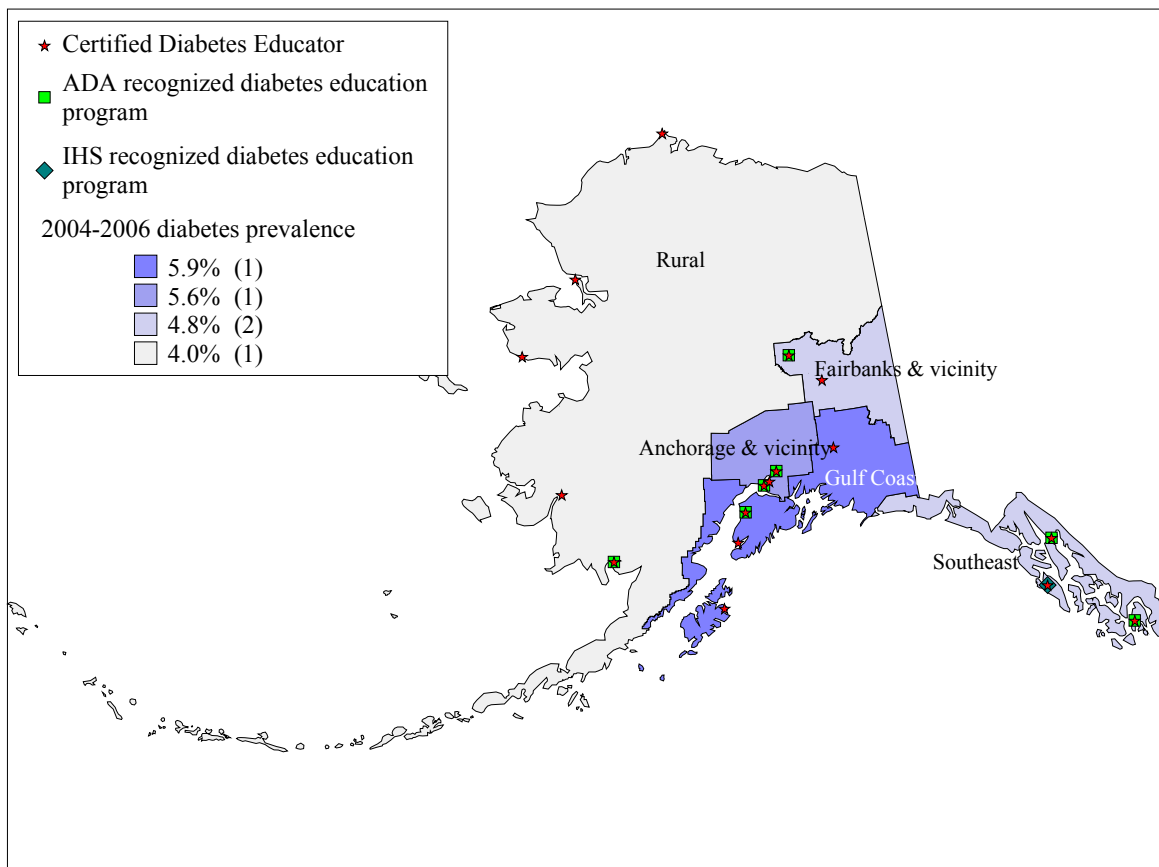 Certified Diabetes Educator
ADA recognized diabetes education
program
IHS recognized diabetes education
program
2004-2006 diabetes prevalence
5.9% (1)
5.6% (1)
4.8% (2)
4.0% (1)
Rural
Fairbanks & vicinity
Anchorage & vicinity
Gulf Coas
Southeast